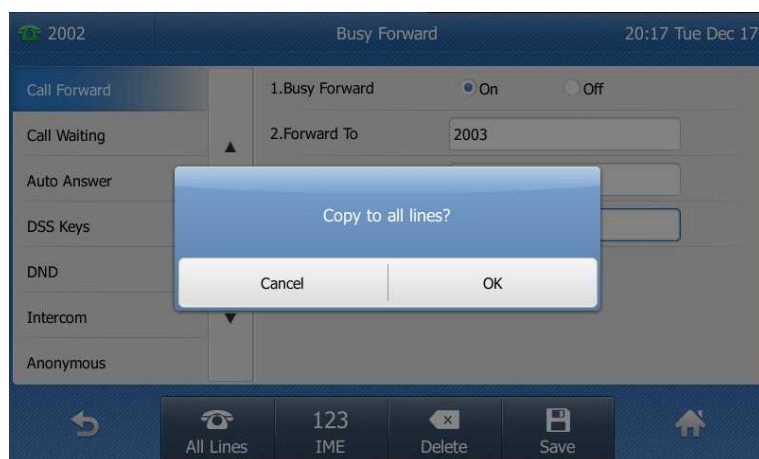 2002 Busy Forward 20:17 Tue Dec 17
Call Forward 1.Busy Forward On Off
Call Waiting 2.Forward To 2003
Auto Answer
Copy to all lines?
DSS Keys
DND
Cancel OK
Intercom
Anonymous
123
All Lines IME Delete Save